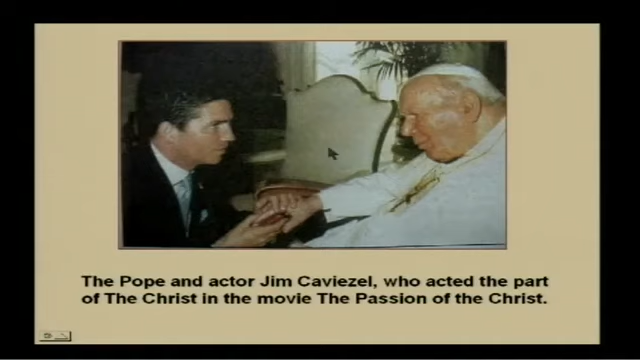 The Pope and actor Jim Caviezel, who acted the part
of The Christ in the movie The Passion of the Christ.